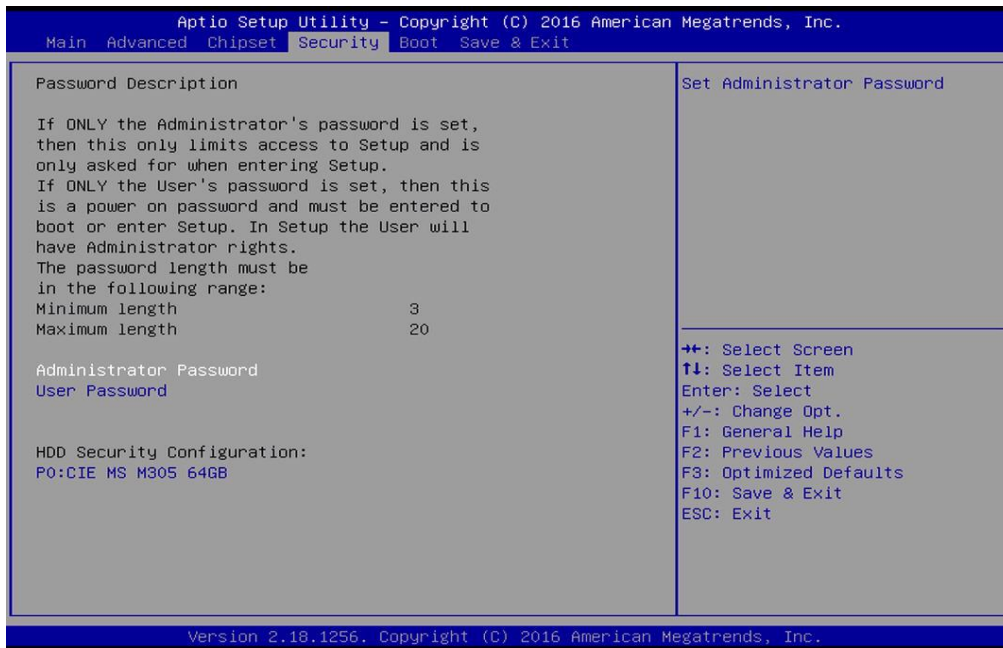 Aptio Setup Utility – Copyright (C) 2016 American Megatrends, Inc.
Main Advanced Chipset Security Boot Save & Exit
Password Description
If ONLY the Administrator's password is set,
then this only limits access to Setup and is
only asked for when entering Setup.
If ONLY the User's password is set, then this
is a power on password and must be entered to
boot or enter Setup. In Setup the User will
have Administrator rights.
The password length must be
in the following range:
Minimum length 3
Maximum length 20
Administrator Password
User Password
HDD Security Configuration:
P0:CIE MS M305 64GB
Set Administrator Password
→←: Select Screen
↑↓: Select Item
Enter: Select
+/-: Change Opt.
F1: General Help
F2: Previous Values
F3: Optimized Defaults
F10: Save & Exit
ESC: Exit
Version 2.18.1256. Copyright (C) 2016 American Megatrends, Inc.